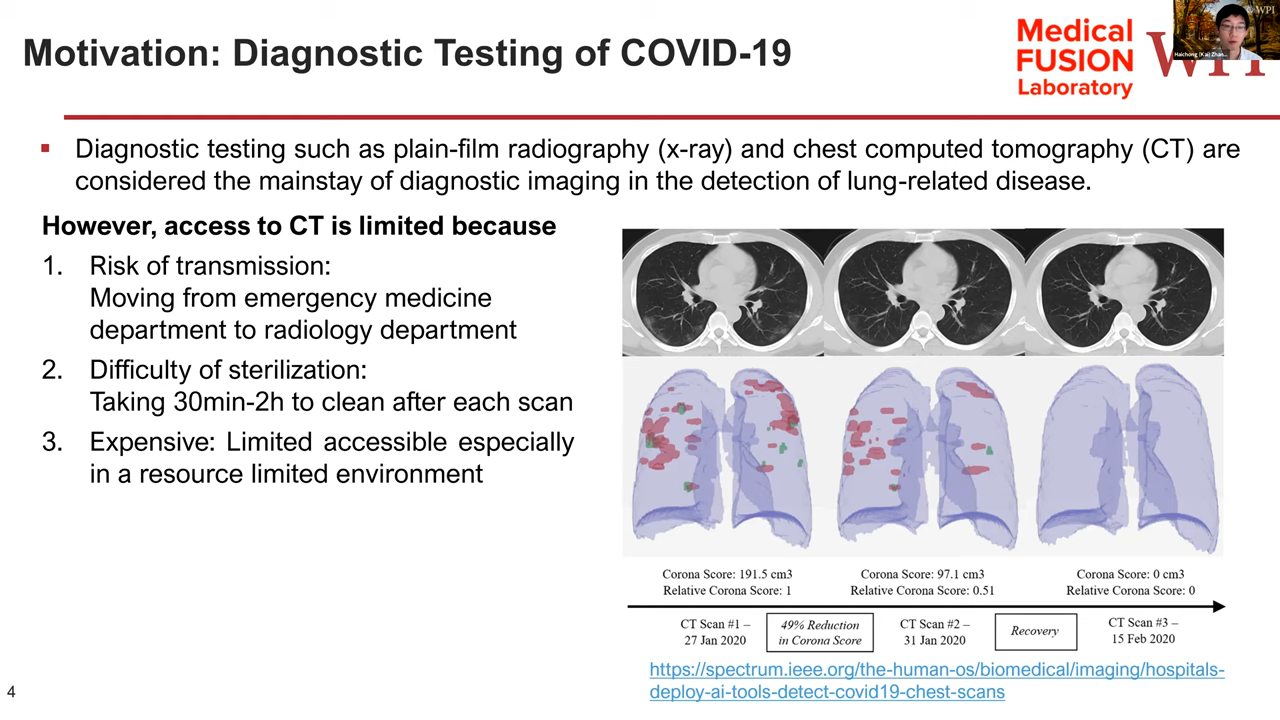 Motivation: Diagnostic Testing of COVID-19
Medical
FUSION
Laboratory
WPI
WPI
Haichong (Kai) Zhan...
▪ Diagnostic testing such as plain-film radiography (x-ray) and chest computed tomography (CT) are
considered the mainstay of diagnostic imaging in the detection of lung-related disease.
However, access to CT is limited because
1. Risk of transmission:
Moving from emergency medicine
department to radiology department
2. Difficulty of sterilization:
Taking 30min-2h to clean after each scan
3. Expensive: Limited accessible especially
in a resource limited environment
Corona Score: 191.5 cm3
Relative Corona Score: 1
Corona Score: 97.1 cm3
Relative Corona Score: 0.51
Corona Score: 0 cm3
Relative Corona Score: 0
CT Scan #1 –
27 Jan 2020
49% Reduction
in Corona Score
CT Scan #2 –
31 Jan 2020
Recovery
CT Scan #3 –
15 Feb 2020
https://spectrum.ieee.org/the-human-os/biomedical/imaging/hospitals-
deploy-ai-tools-detect-covid19-chest-scans
4